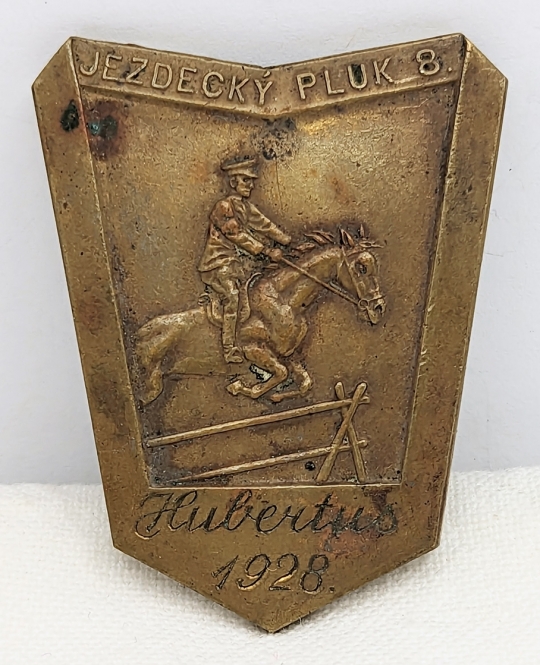 JEZDECKÝ PLUK 8.
Hubertus
1928.